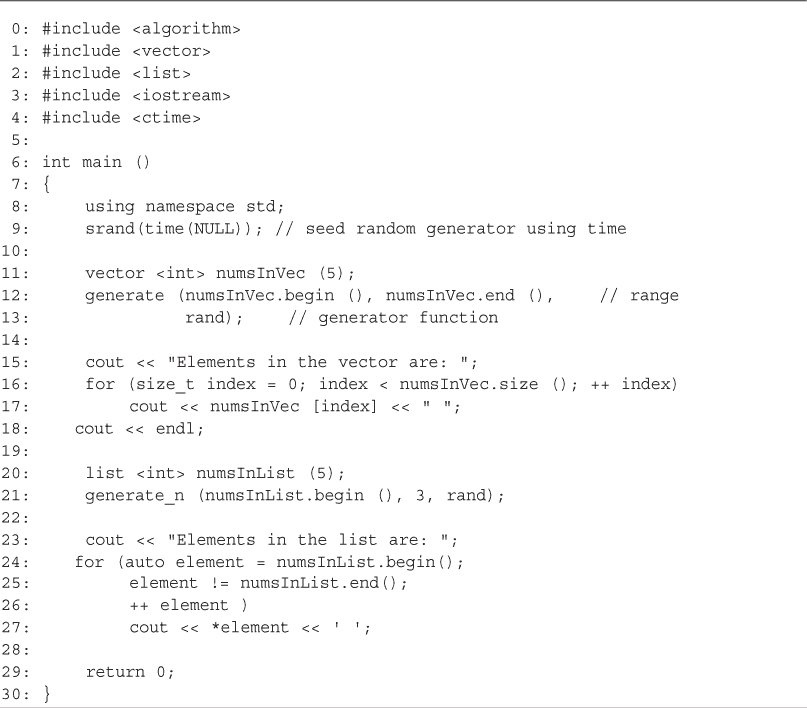 0: #include <algorithm>
1: #include <vector>
2: #include <list>
3: #include <iostream>
4: #include <ctime>
5:
6: int main ()
7: {
8:     using namespace std;
9:     srand(time(NULL)); // seed random generator using time
10:
11:     vector <int> numsInVec (5);
12:     generate (numsInVec.begin (), numsInVec.end (),    // range
13:               rand);    // generator function
14:
15:     cout << "Elements in the vector are: ";
16:     for (size_t index = 0; index < numsInVec.size (); ++ index)
17:         cout << numsInVec [index] << " ";
18:    cout << endl;
19:
20:     list <int> numsInList (5);
21:     generate_n (numsInList.begin (), 3, rand);
22:
23:     cout << "Elements in the list are: ";
24:    for (auto element = numsInList.begin();
25:         element != numsInList.end();
26:         ++ element )
27:         cout << *element << ' ';
28:
29:     return 0;
30: }